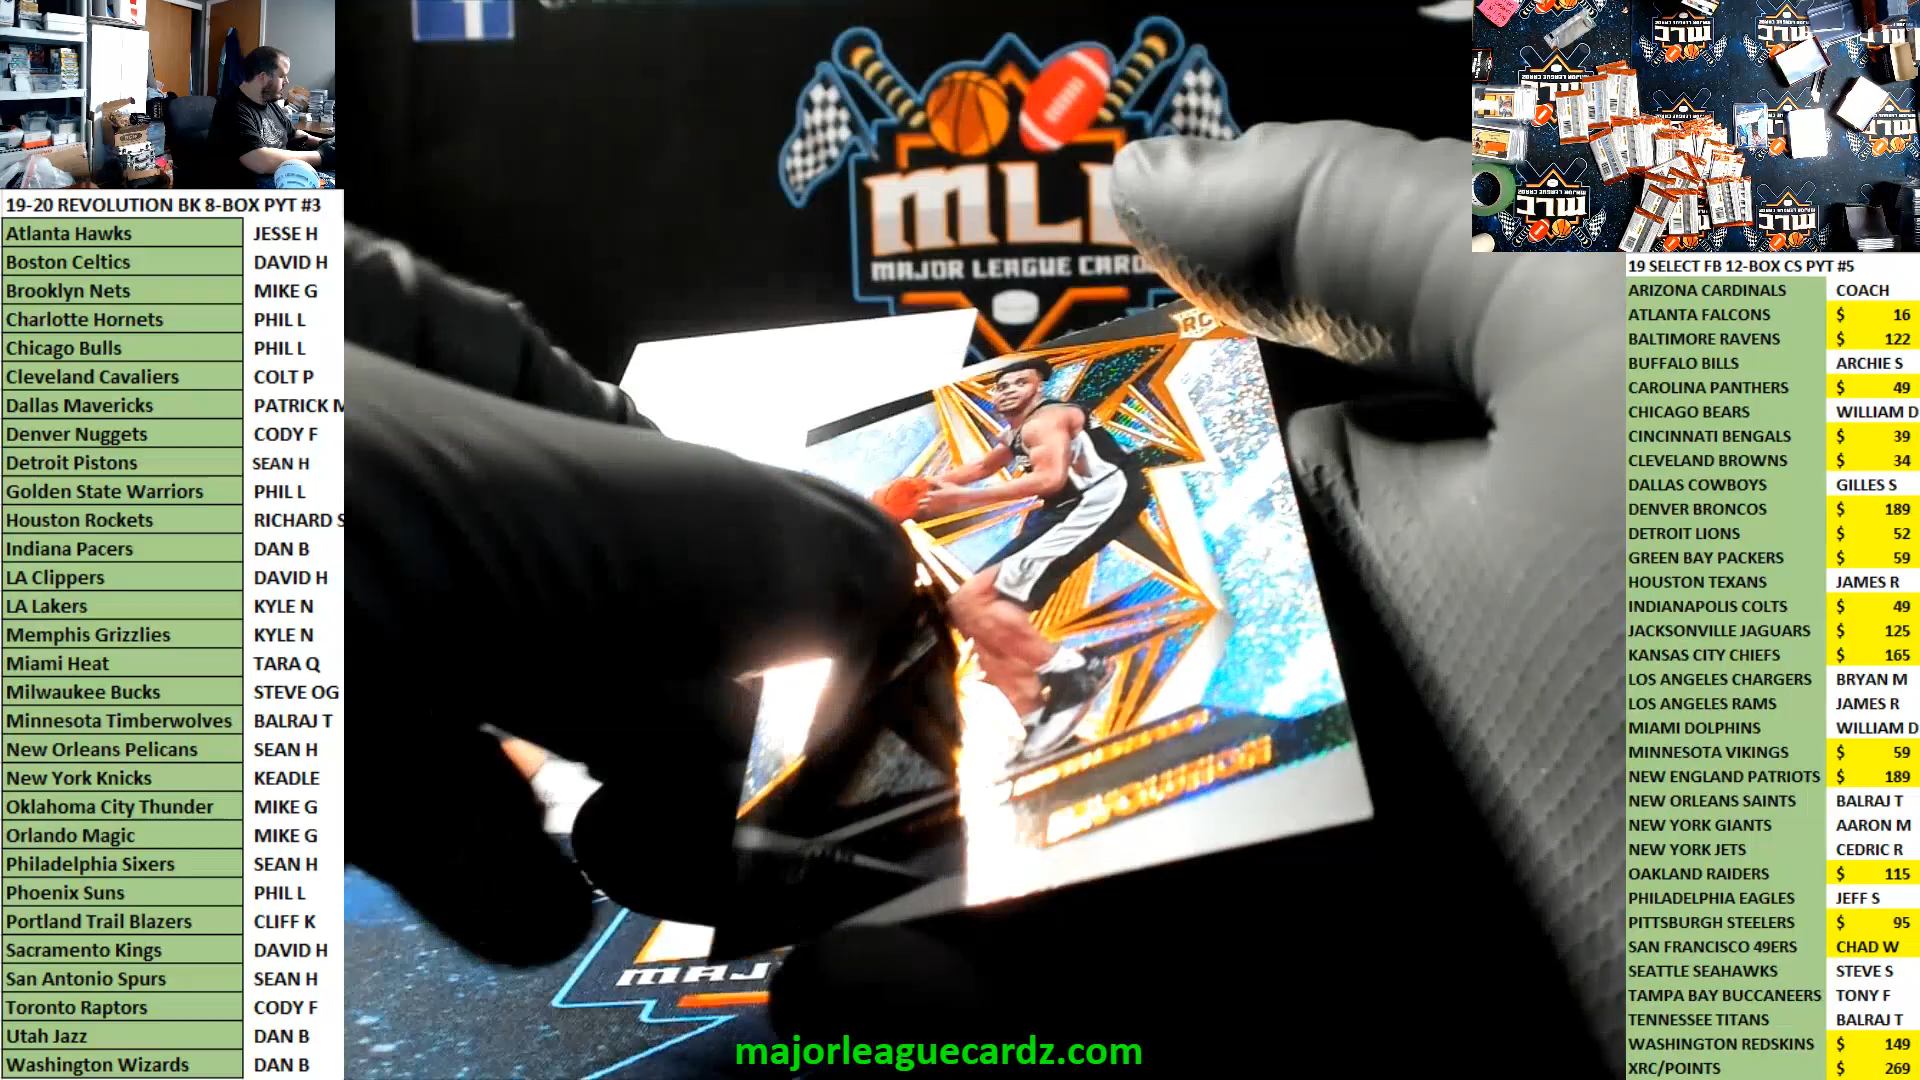 19-20 REVOLUTION BK 8-BOX PYT #3
Atlanta Hawks JESSE H
Boston Celtics DAVID H
Brooklyn Nets MIKE G
Charlotte Hornets PHIL L
Chicago Bulls PHIL L
Cleveland Cavaliers COLT P
Dallas Mavericks PATRICK M
Denver Nuggets CODY F
Detroit Pistons SEAN H
Golden State Warriors PHIL L
Houston Rockets RICHARD S
Indiana Pacers DAN B
LA Clippers DAVID H
LA Lakers KYLE N
Memphis Grizzlies KYLE N
Miami Heat TARA Q
Milwaukee Bucks STEVE OG
Minnesota Timberwolves BALRAJ T
New Orleans Pelicans SEAN H
New York Knicks KEADLE
Oklahoma City Thunder MIKE G
Orlando Magic MIKE G
Philadelphia Sixers SEAN H
Phoenix Suns PHIL L
Portland Trail Blazers CLIFF K
Sacramento Kings DAVID H
San Antonio Spurs SEAN H
Toronto Raptors CODY F
Utah Jazz DAN B
Washington Wizards DAN B
MAJOR LEAGUE CARD
RC
REVOLUTION
MAJ
majorleaguecardz.com
19 SELECT FB 12-BOX CS PYT #5
ARIZONA CARDINALS COACH
ATLANTA FALCONS $ 16
BALTIMORE RAVENS $ 122
BUFFALO BILLS ARCHIE S
CAROLINA PANTHERS $ 49
CHICAGO BEARS WILLIAM D
CINCINNATI BENGALS $ 39
CLEVELAND BROWNS $ 34
DALLAS COWBOYS GILLES S
DENVER BRONCOS $ 189
DETROIT LIONS $ 52
GREEN BAY PACKERS $ 59
HOUSTON TEXANS JAMES R
INDIANAPOLIS COLTS $ 49
JACKSONVILLE JAGUARS $ 125
KANSAS CITY CHIEFS $ 165
LOS ANGELES CHARGERS BRYAN M
LOS ANGELES RAMS JAMES R
MIAMI DOLPHINS WILLIAM D
MINNESOTA VIKINGS $ 59
NEW ENGLAND PATRIOTS $ 189
NEW ORLEANS SAINTS BALRAJ T
NEW YORK GIANTS AARON M
NEW YORK JETS CEDRIC R
OAKLAND RAIDERS $ 115
PHILADELPHIA EAGLES JEFF S
PITTSBURGH STEELERS $ 95
SAN FRANCISCO 49ERS CHAD W
SEATTLE SEAHAWKS STEVE S
TAMPA BAY BUCCANEERS TONY F
TENNESSEE TITANS BALRAJ T
WASHINGTON REDSKINS $ 149
XRC/POINTS $ 269